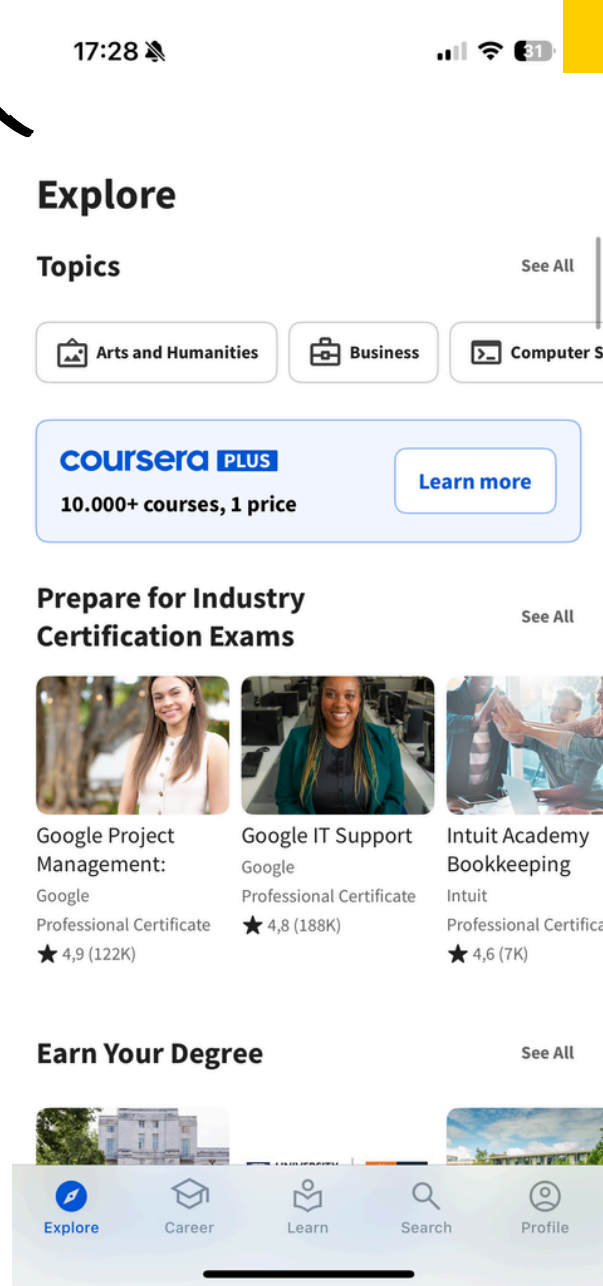 17:28
31
Explore
Topics
See All
Arts and Humanities
Business
Computer S
coursera PLUS
Learn more
10.000+ courses, 1 price
Prepare for Industry
Certification Exams
See All
Google Project
Management:
Google
Professional Certificate
4,9 (122K)
Google IT Support
Google
Professional Certificate
4,8 (188K)
Intuit Academy
Bookkeeping
Intuit
Professional Certifica
4,6 (7K)
Earn Your Degree
See All
UNIVERSITY
Explore
Career
Learn
Search
Profile